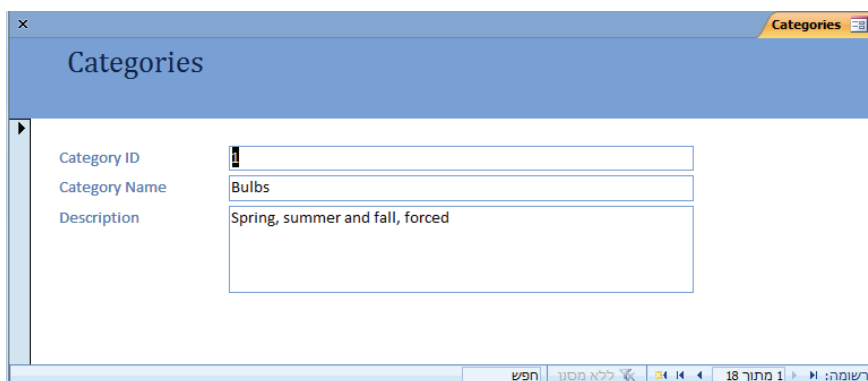 Categories
Categories
Category ID 1
Category Name Bulbs
Description Spring, summer and fall, forced
רשומה: 1 מתוך 18 ללא מסנן חפש